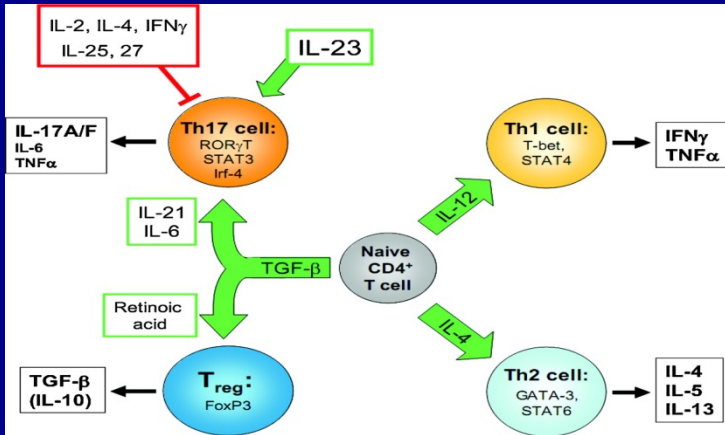 IL-2, IL-4, IFNγ
IL-25, 27
IL-23
IL-17A/F
IL-6
TNFα
Th17 cell:
RORγT
STAT3
Irf-4
Th1 cell:
T-bet,
STAT4
IFNγ
TNFα
IL-21
IL-6
IL-12
TGF-β
Naive
CD4⁺
T cell
Retinoic
acid
IL-4
TGF-β
(IL-10)
Treg:
FoxP3
Th2 cell:
GATA-3,
STAT6
IL-4
IL-5
IL-13